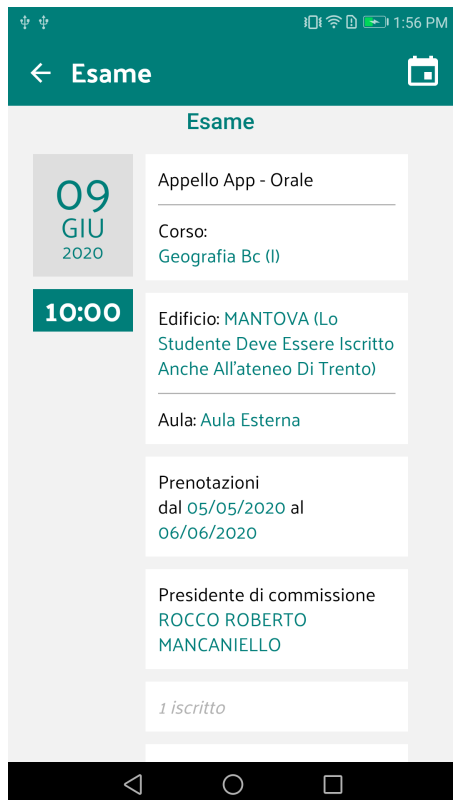 1:56 PM
Esame
Esame
09
GIU
2020
10:00
Appello App - Orale
Corso:
Geografia Bc (I)
Edificio: MANTOVA (Lo
Studente Deve Essere Iscritto
Anche All'ateneo Di Trento)
Aula: Aula Esterna
Prenotazioni
dal 05/05/2020 al
06/06/2020
Presidente di commissione
ROCCO ROBERTO
MANCANIELLO
1 iscritto